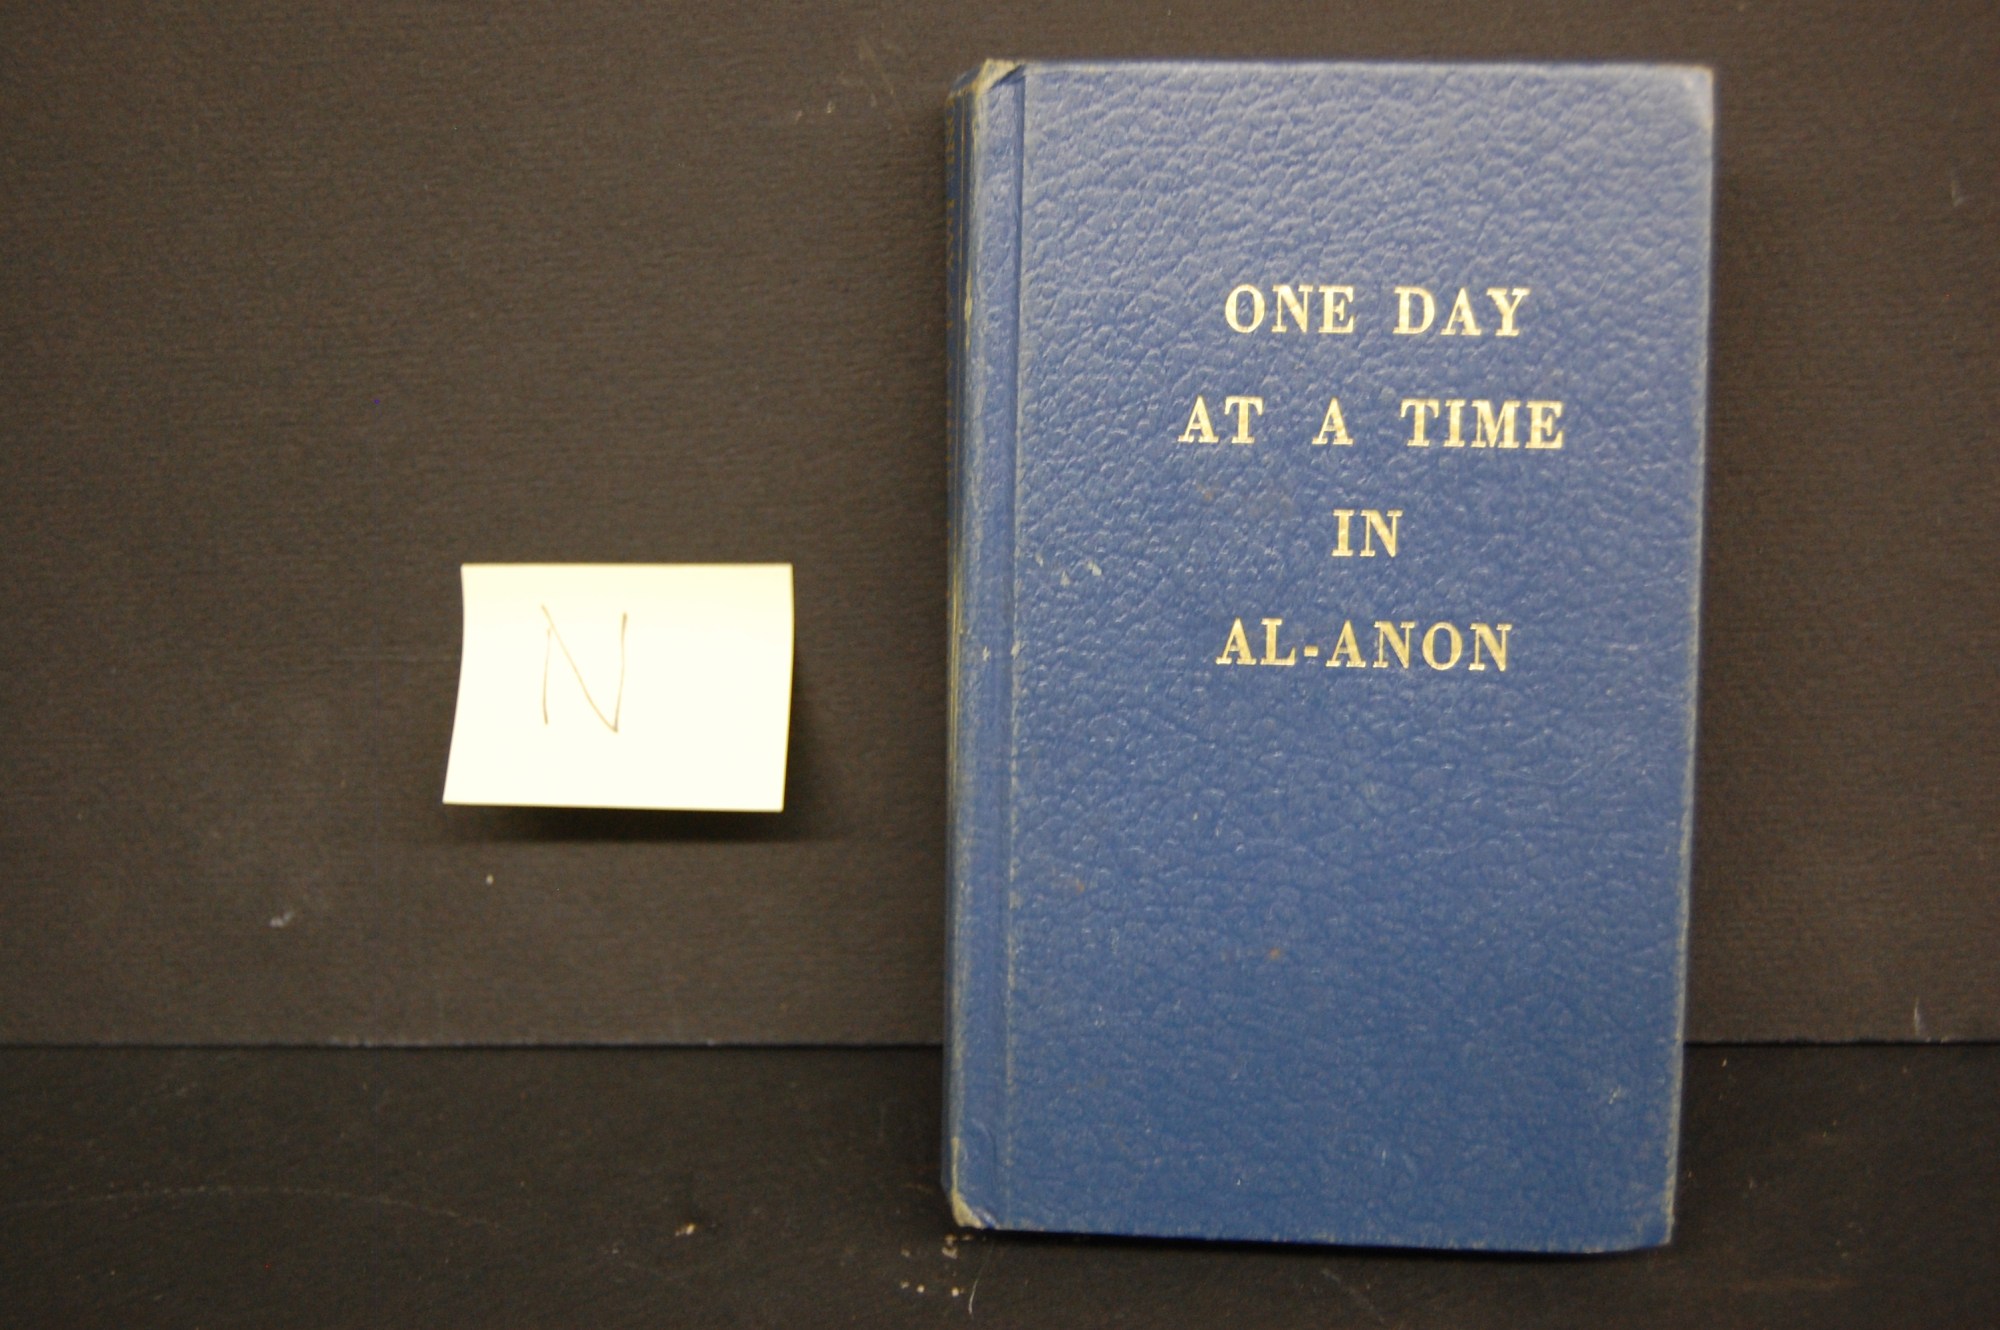 N
ONE DAY
AT A TIME
IN
AL-ANON